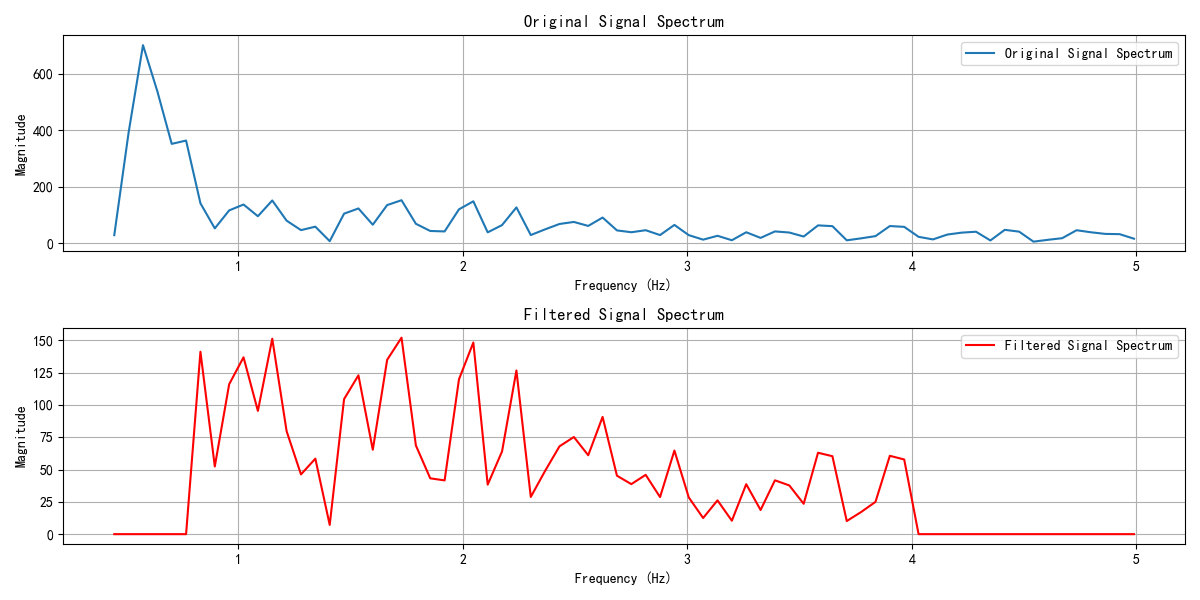 Original Signal Spectrum
Original Signal Spectrum
Magnitude
600
400
200
0
1 2 3 4 5
Frequency (Hz)
Filtered Signal Spectrum
Filtered Signal Spectrum
Magnitude
150
125
100
75
50
25
0
1 2 3 4 5
Frequency (Hz)